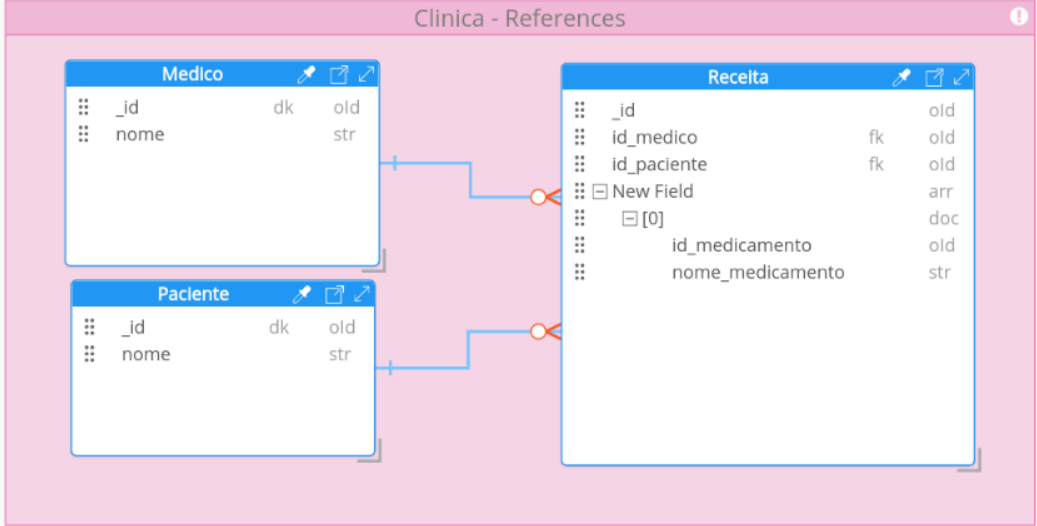 Clinica - References
Medico
_id dk oId
nome str
Paciente
_id dk oId
nome str
Receita
_id oId
id_medico fk oId
id_paciente fk oId
New Field arr
[0] doc
id_medicamento oId
nome_medicamento str